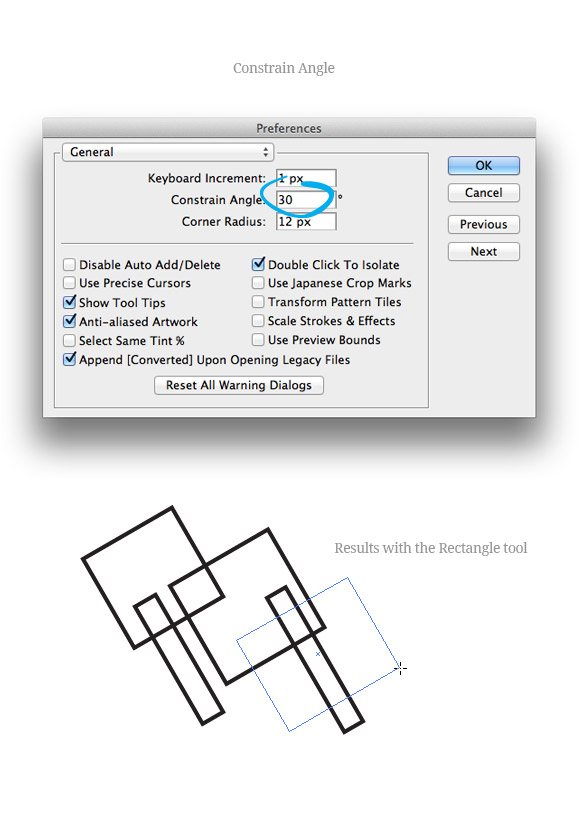 Constrain Angle
Preferences
General
Keyboard Increment: 1 px
Constrain Angle: 30 °
Corner Radius: 12 px
OK
Cancel
Previous
Next
Disable Auto Add/Delete
Double Click To Isolate
Use Precise Cursors
Use Japanese Crop Marks
Show Tool Tips
Transform Pattern Tiles
Anti-aliased Artwork
Scale Strokes & Effects
Select Same Tint %
Use Preview Bounds
Append [Converted] Upon Opening Legacy Files
Reset All Warning Dialogs
Results with the Rectangle tool